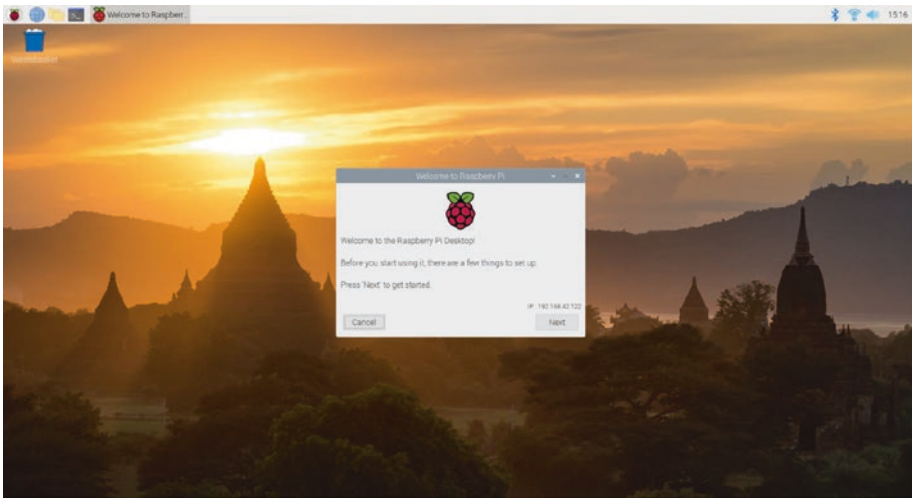 Welcome to Raspberr...
15:16
Wastebasket
Welcome to Raspberry Pi
Welcome to the Raspberry Pi Desktop!
Before you start using it, there are a few things to set up.
Press 'Next' to get started.
IP : 192.168.42.122
Cancel
Next